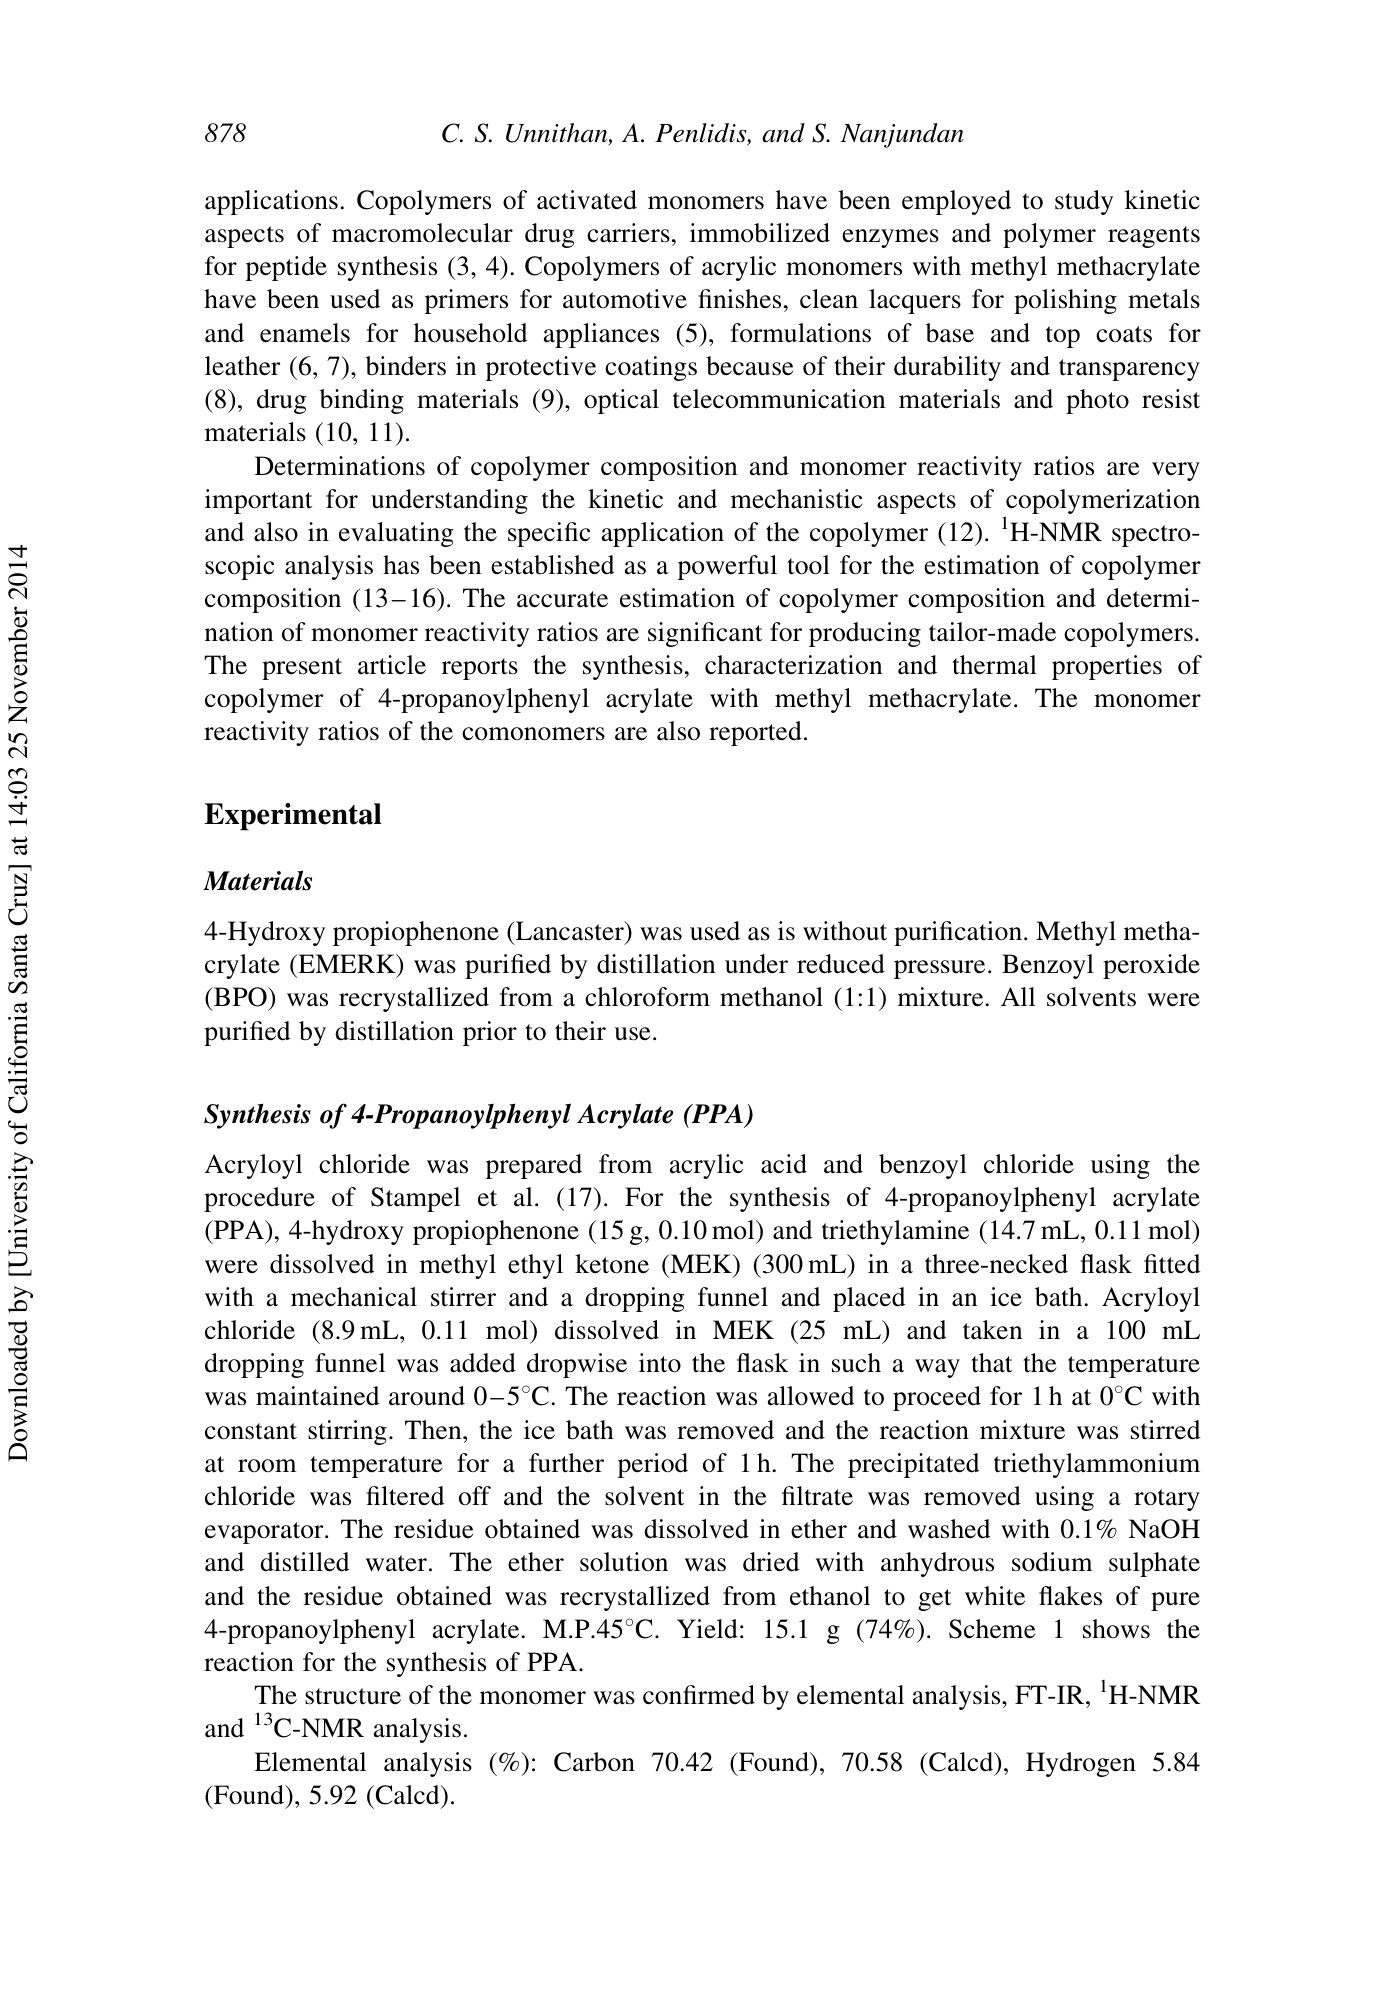 878
C. S. Unnithan, A. Penlidis, and S. Nanjundan
applications. Copolymers of activated monomers have been employed to study kinetic
aspects of macromolecular drug carriers, immobilized enzymes and polymer reagents
for peptide synthesis (3, 4). Copolymers of acrylic monomers with methyl methacrylate
have been used as primers for automotive finishes, clean lacquers for polishing metals
and enamels for household appliances (5), formulations of base and top coats for
leather (6, 7), binders in protective coatings because of their durability and transparency
(8), drug binding materials (9), optical telecommunication materials and photo resist
materials (10, 11).
Determinations of copolymer composition and monomer reactivity ratios are very
important for understanding the kinetic and mechanistic aspects of copolymerization
and also in evaluating the specific application of the copolymer (12). ¹H-NMR spectro-
scopic analysis has been established as a powerful tool for the estimation of copolymer
composition (13–16). The accurate estimation of copolymer composition and determi-
nation of monomer reactivity ratios are significant for producing tailor-made copolymers.
The present article reports the synthesis, characterization and thermal properties of
copolymer of 4-propanoylphenyl acrylate with methyl methacrylate. The monomer
reactivity ratios of the comonomers are also reported.
Experimental
Materials
4-Hydroxy propiophenone (Lancaster) was used as is without purification. Methyl metha-
crylate (EMERK) was purified by distillation under reduced pressure. Benzoyl peroxide
(BPO) was recrystallized from a chloroform methanol (1:1) mixture. All solvents were
purified by distillation prior to their use.
Synthesis of 4-Propanoylphenyl Acrylate (PPA)
Acryloyl chloride was prepared from acrylic acid and benzoyl chloride using the
procedure of Stampel et al. (17). For the synthesis of 4-propanoylphenyl acrylate
(PPA), 4-hydroxy propiophenone (15 g, 0.10 mol) and triethylamine (14.7 mL, 0.11 mol)
were dissolved in methyl ethyl ketone (MEK) (300 mL) in a three-necked flask fitted
with a mechanical stirrer and a dropping funnel and placed in an ice bath. Acryloyl
chloride (8.9 mL, 0.11 mol) dissolved in MEK (25 mL) and taken in a 100 mL
dropping funnel was added dropwise into the flask in such a way that the temperature
was maintained around 0–5°C. The reaction was allowed to proceed for 1 h at 0°C with
constant stirring. Then, the ice bath was removed and the reaction mixture was stirred
at room temperature for a further period of 1 h. The precipitated triethylammonium
chloride was filtered off and the solvent in the filtrate was removed using a rotary
evaporator. The residue obtained was dissolved in ether and washed with 0.1% NaOH
and distilled water. The ether solution was dried with anhydrous sodium sulphate
and the residue obtained was recrystallized from ethanol to get white flakes of pure
4-propanoylphenyl acrylate. M.P.45°C. Yield: 15.1 g (74%). Scheme 1 shows the
reaction for the synthesis of PPA.
The structure of the monomer was confirmed by elemental analysis, FT-IR, ¹H-NMR
and ¹³C-NMR analysis.
Elemental analysis (%): Carbon 70.42 (Found), 70.58 (Calcd), Hydrogen 5.84
(Found), 5.92 (Calcd).
Downloaded by [University of California Santa Cruz] at 14:03 25 November 2014